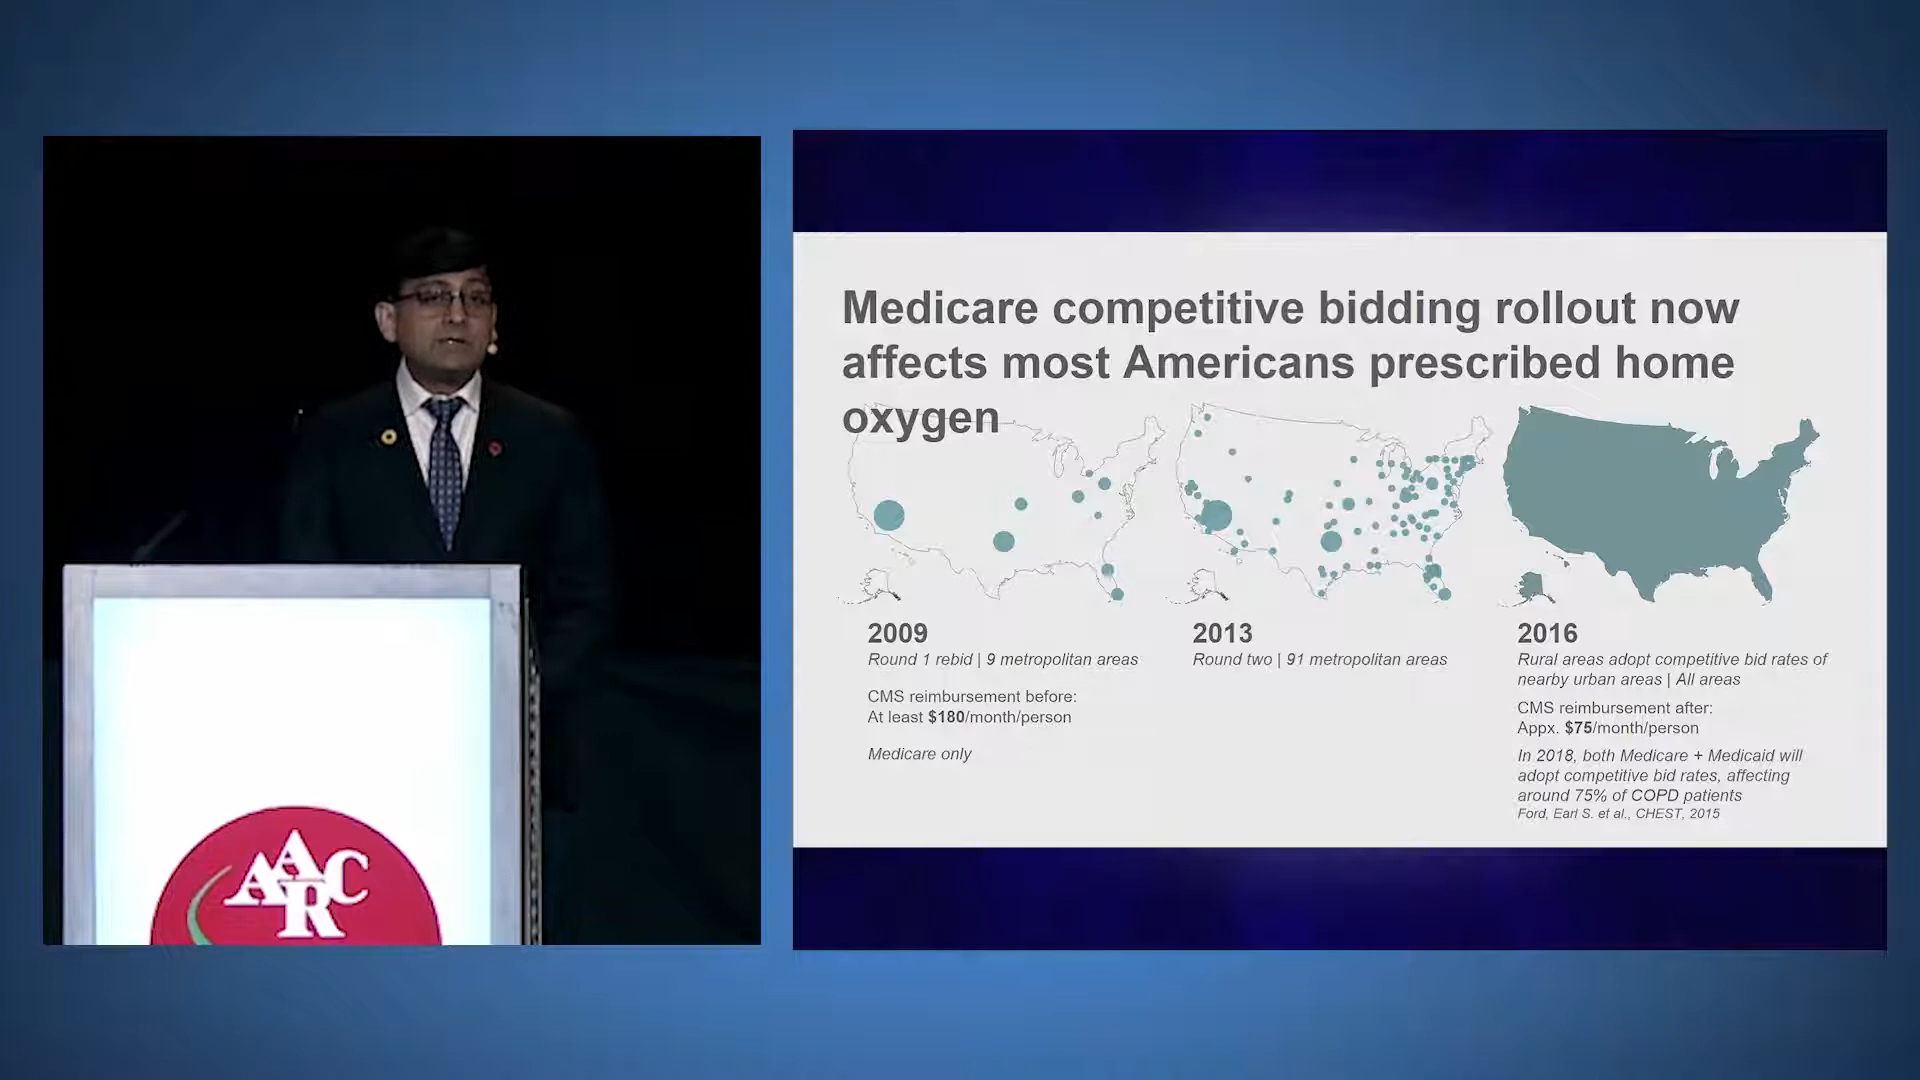 Medicare competitive bidding rollout now
affects most Americans prescribed home
oxygen
2009
Round 1 rebid | 9 metropolitan areas
CMS reimbursement before:
At least $180/month/person
Medicare only
2013
Round two | 91 metropolitan areas
2016
Rural areas adopt competitive bid rates of
nearby urban areas | All areas
CMS reimbursement after:
Appx. $75/month/person
In 2018, both Medicare + Medicaid will
adopt competitive bid rates, affecting
around 75% of COPD patients
Ford, Earl S. et al., CHEST, 2015
AARC